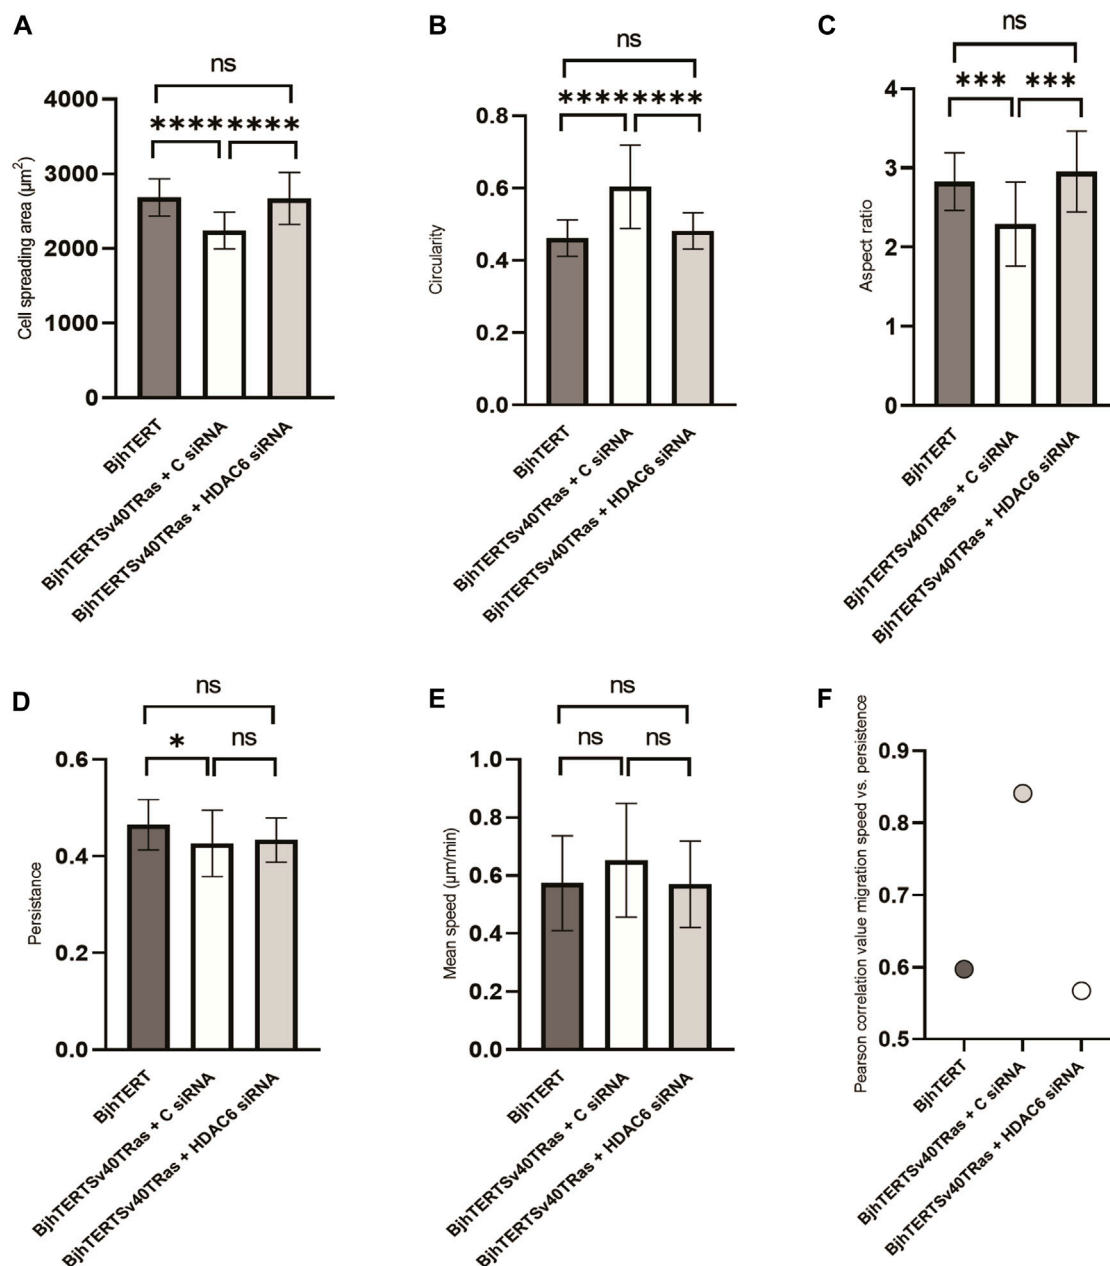 A
ns
****
****
4000
3000
2000
1000
0
Cell spreading area (µm²)
BjhTERT
BjhTERTSv40TRas + C siRNA
BjhTERTSv40TRas + HDAC6 siRNA
B
ns
****
****
0.8
0.6
0.4
0.2
0.0
Circularity
BjhTERT
BjhTERTSv40TRas + C siRNA
BjhTERTSv40TRas + HDAC6 siRNA
C
ns
***
***
4
3
2
1
0
Aspect ratio
BjhTERT
BjhTERTSv40TRas + C siRNA
BjhTERTSv40TRas + HDAC6 siRNA
D
ns
*
ns
0.6
0.4
0.2
0.0
Persistance
BjhTERT
BjhTERTSv40TRas + C siRNA
BjhTERTSv40TRas + HDAC6 siRNA
E
ns
ns
ns
1.0
0.8
0.6
0.4
0.2
0.0
Mean speed (µm/min)
BjhTERT
BjhTERTSv40TRas + C siRNA
BjhTERTSv40TRas + HDAC6 siRNA
F
Pearson correlation value migration speed vs. persistence
0.9
0.8
0.7
0.6
0.5
BjhTERT
BjhTERTSv40TRas + C siRNA
BjhTERTSv40TRas + HDAC6 siRNA